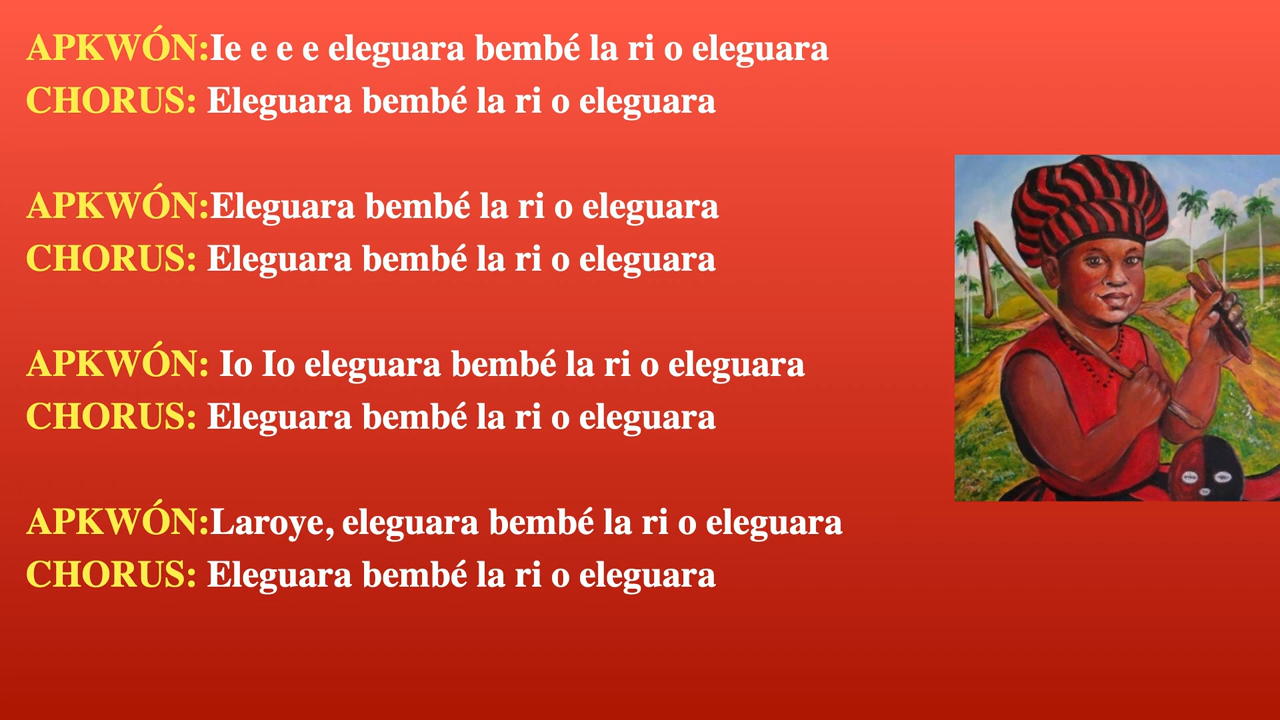 APKWÓN:Ie e e e eleguara bembé la ri o eleguara
CHORUS: Eleguara bembé la ri o eleguara
APKWÓN:Eleguara bembé la ri o eleguara
CHORUS: Eleguara bembé la ri o eleguara
APKWÓN: Io Io eleguara bembé la ri o eleguara
CHORUS: Eleguara bembé la ri o eleguara
APKWÓN:Laroye, eleguara bembé la ri o eleguara
CHORUS: Eleguara bembé la ri o eleguara